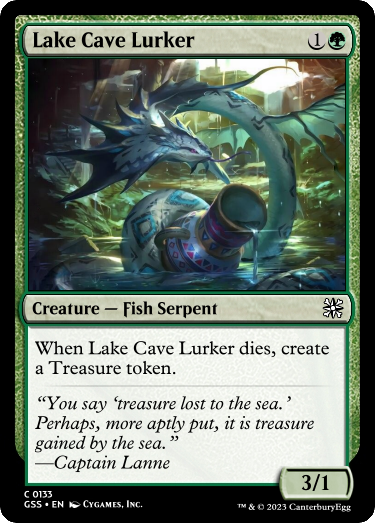 Lake Cave Lurker 1
Creature — Fish Serpent
When Lake Cave Lurker dies, create
a Treasure token.
“You say ‘treasure lost to the sea.’
Perhaps, more aptly put, it is treasure
gained by the sea.”
—Captain Lanne
3/1
C 0133
GSS • EN Cygames, Inc.
™ & © 2023 CanterburyEgg